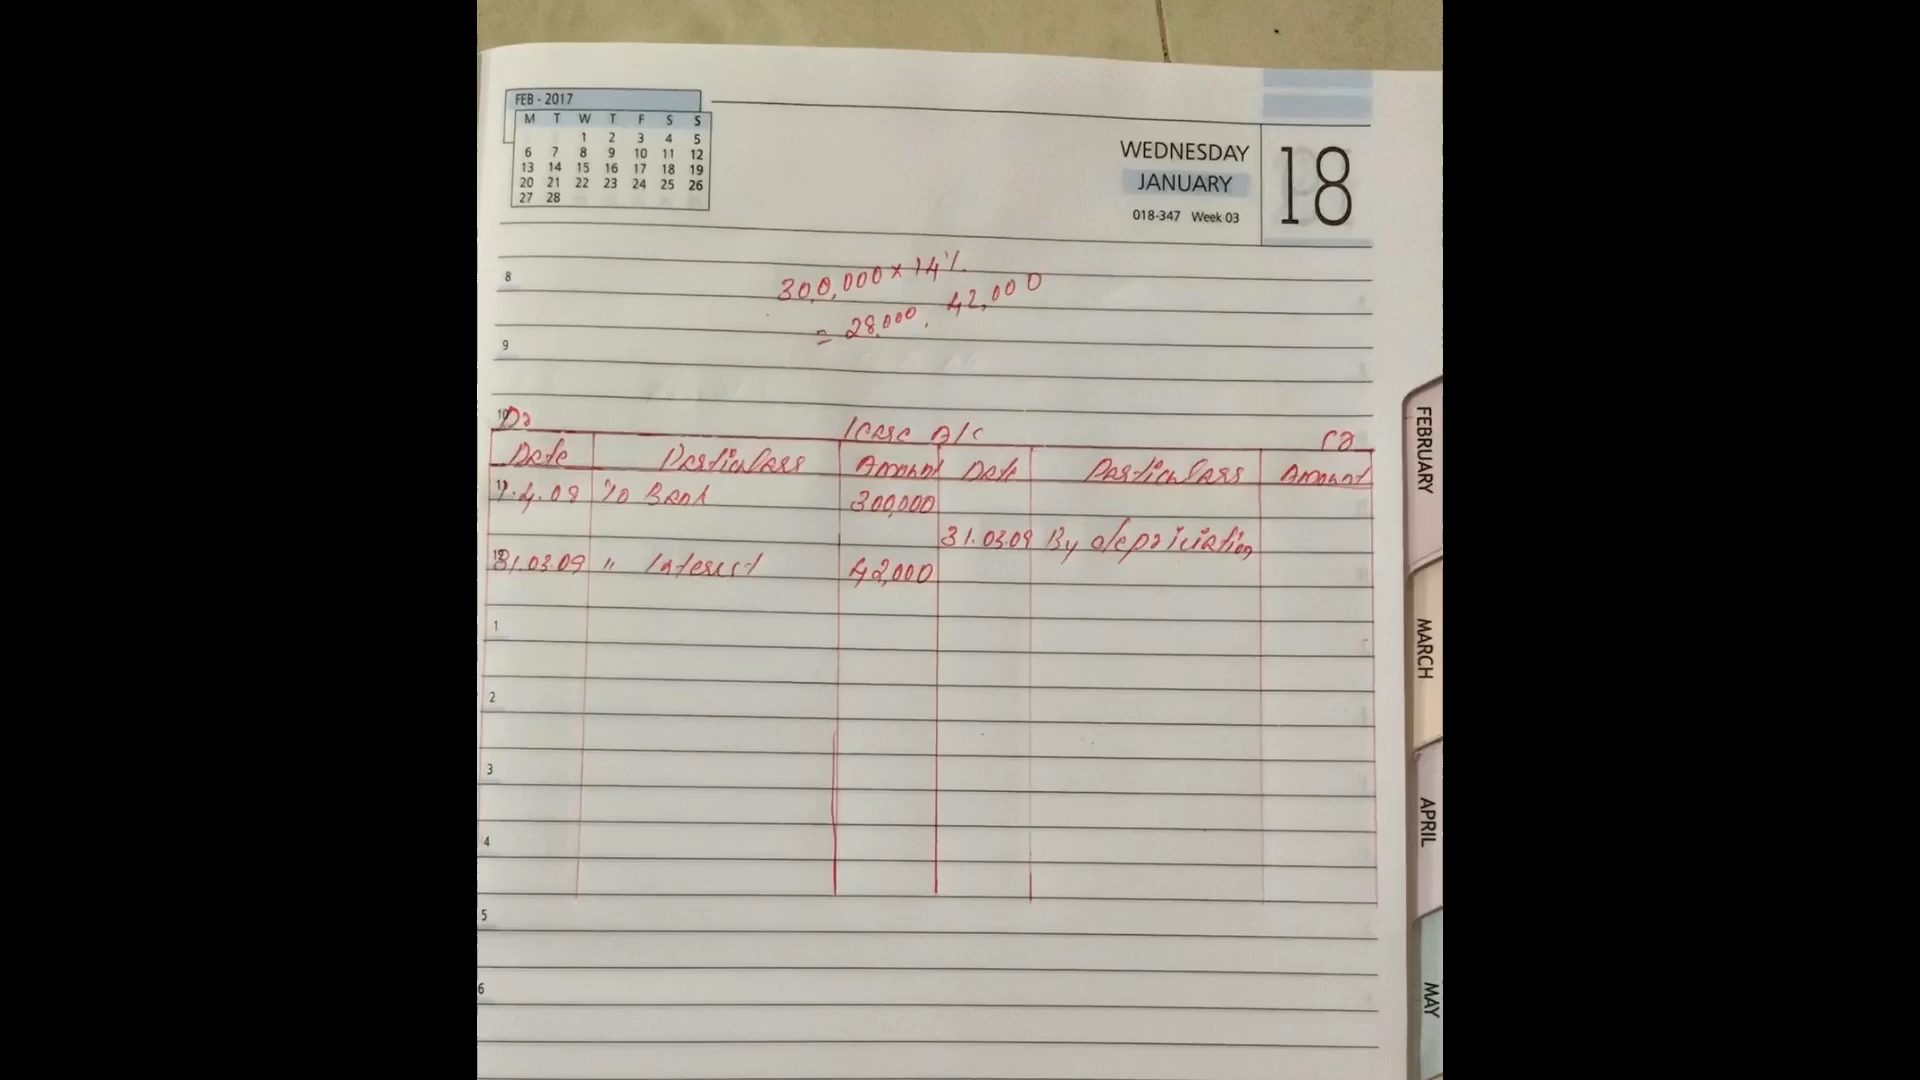 FEB - 2017
M T W T F S S
1 2 3 4 5
6 7 8 9 10 11 12
13 14 15 16 17 18 19
20 21 22 23 24 25 26
27 28
WEDNESDAY
JANUARY
018-347 Week 03
18
8
300,000 × 14%
= 28,000. 42,000
9
10
Dr lease A/c Cr
Date Particulars Amount Date Particulars Amount
11
1.4.08 To Bank 300,000
31.03.09 By depriciation
12
31.03.09 " Interest 42,000
1
2
3
4
5
6
FEBRUARY
MARCH
APRIL
MAY